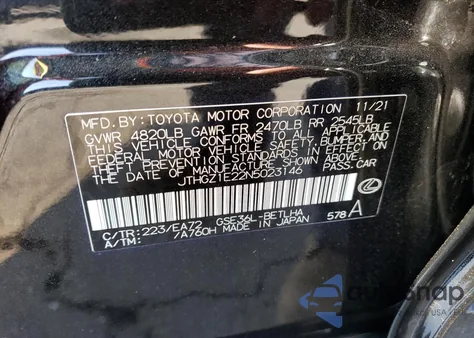 MFD.BY: TOYOTA MOTOR CORPORATION 11/21
GVWR 4820LB GAWR FR 2470LB RR 2545LB
THIS VEHICLE CONFORMS TO ALL APPLICABLE
FEDERAL MOTOR VEHICLE SAFETY, BUMPER, AND
THEFT PREVENTION STANDARDS IN EFFECT ON
THE DATE OF MANUFACTURE SHOWN ABOVE.
JTHGZ1E22N5023146 PASS.CAR
C/TR: 223/EA72 GSE36L-BETLHA
A/TM: /A760H MADE IN JAPAN 578 A
autosnap